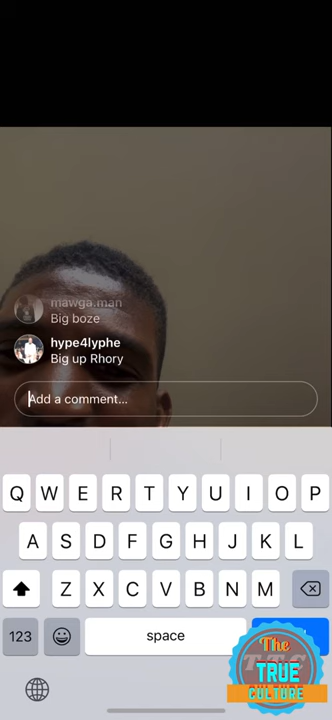 mawga.man
Big boze
hype4lyphe
Big up Rhory
Add a comment...
Q W E R T Y U I O P
A S D F G H J K L
Z X C V B N M
123 space
The
TRUE
CULTURE